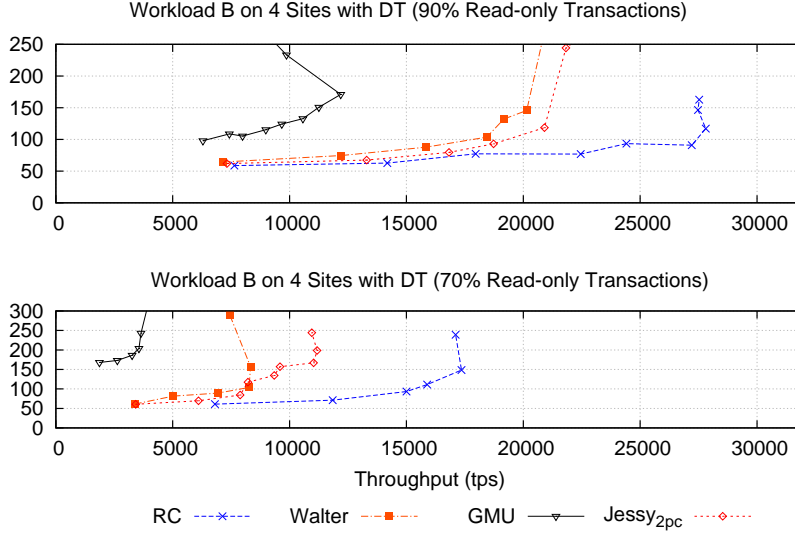 Workload B on 4 Sites with DT (90% Read-only Transactions)
250
200
150
100
50
0
0 5000 10000 15000 20000 25000 30000
Workload B on 4 Sites with DT (70% Read-only Transactions)
300
250
200
150
100
50
0
0 5000 10000 15000 20000 25000 30000
Throughput (tps)
RC Walter GMU Jessy2pc